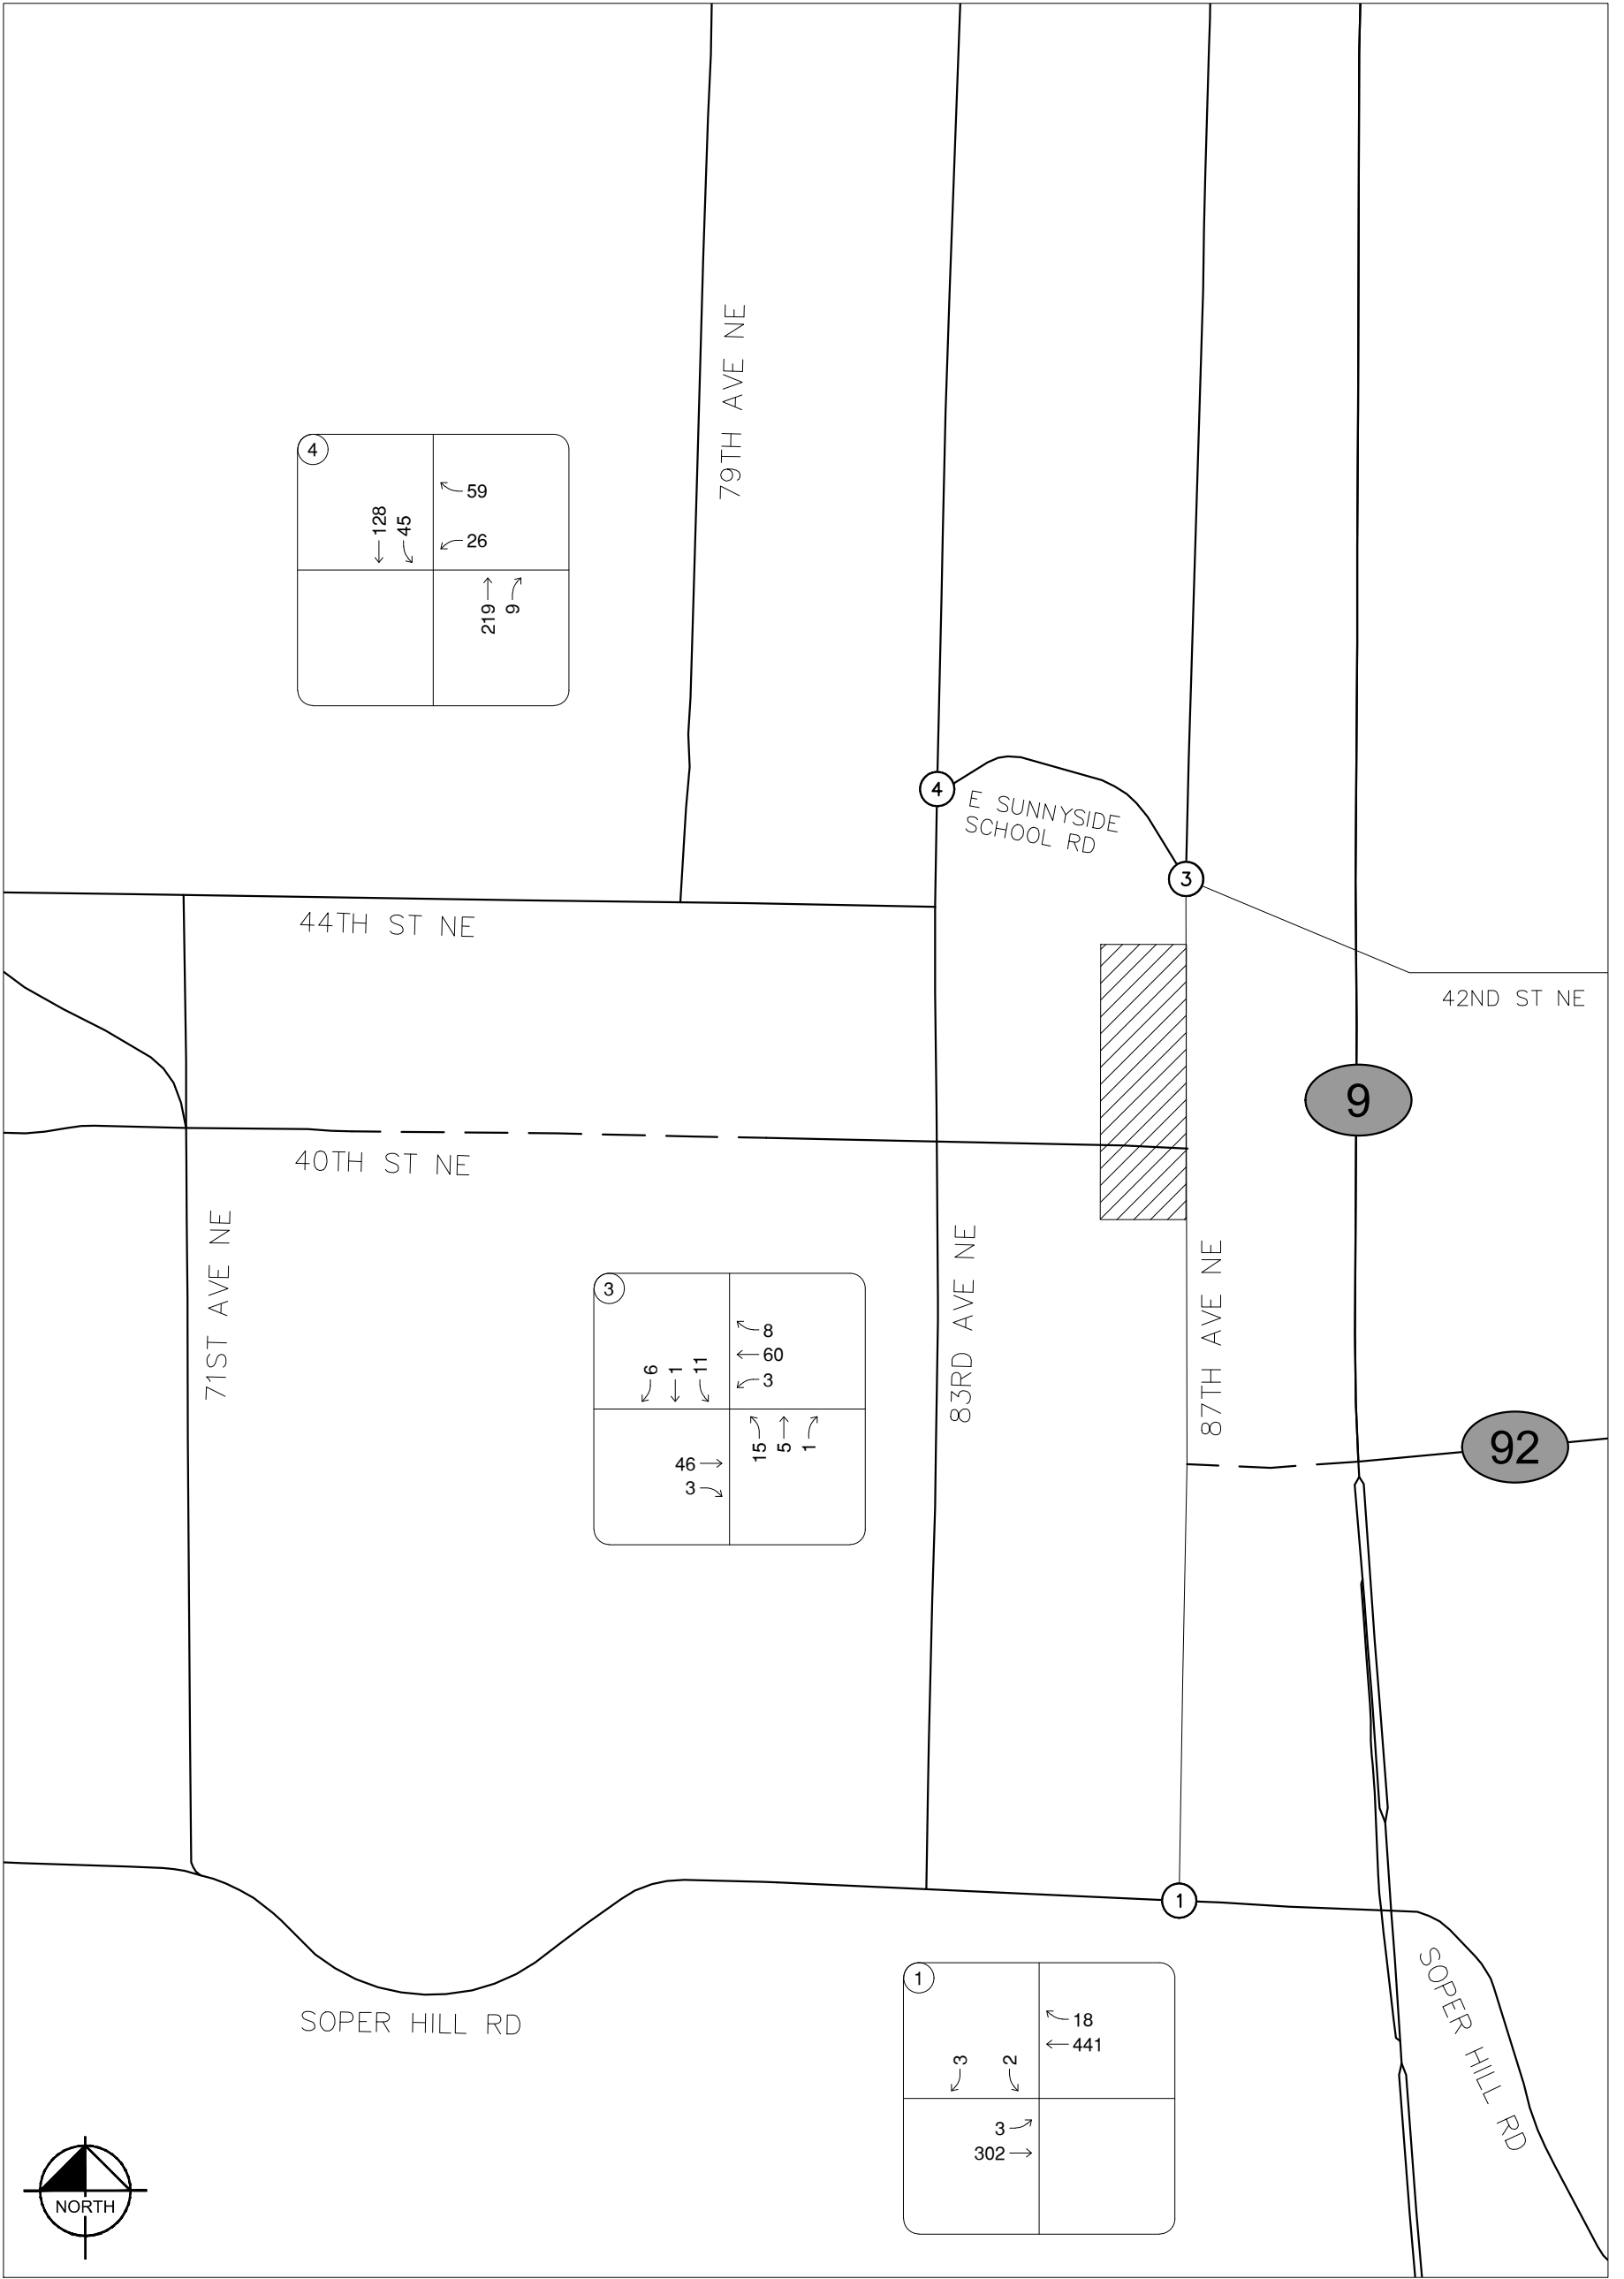 79TH AVE NE
4
128
45
59
26
219
9
4
E SUNNYSIDE
SCHOOL RD
3
44TH ST NE
42ND ST NE
9
40TH ST NE
71ST AVE NE
83RD AVE NE
87TH AVE NE
3
6
1
11
8
60
3
46
3
15
5
1
92
1
SOPER HILL RD
SOPER HILL RD
1
3
2
18
441
3
302
NORTH